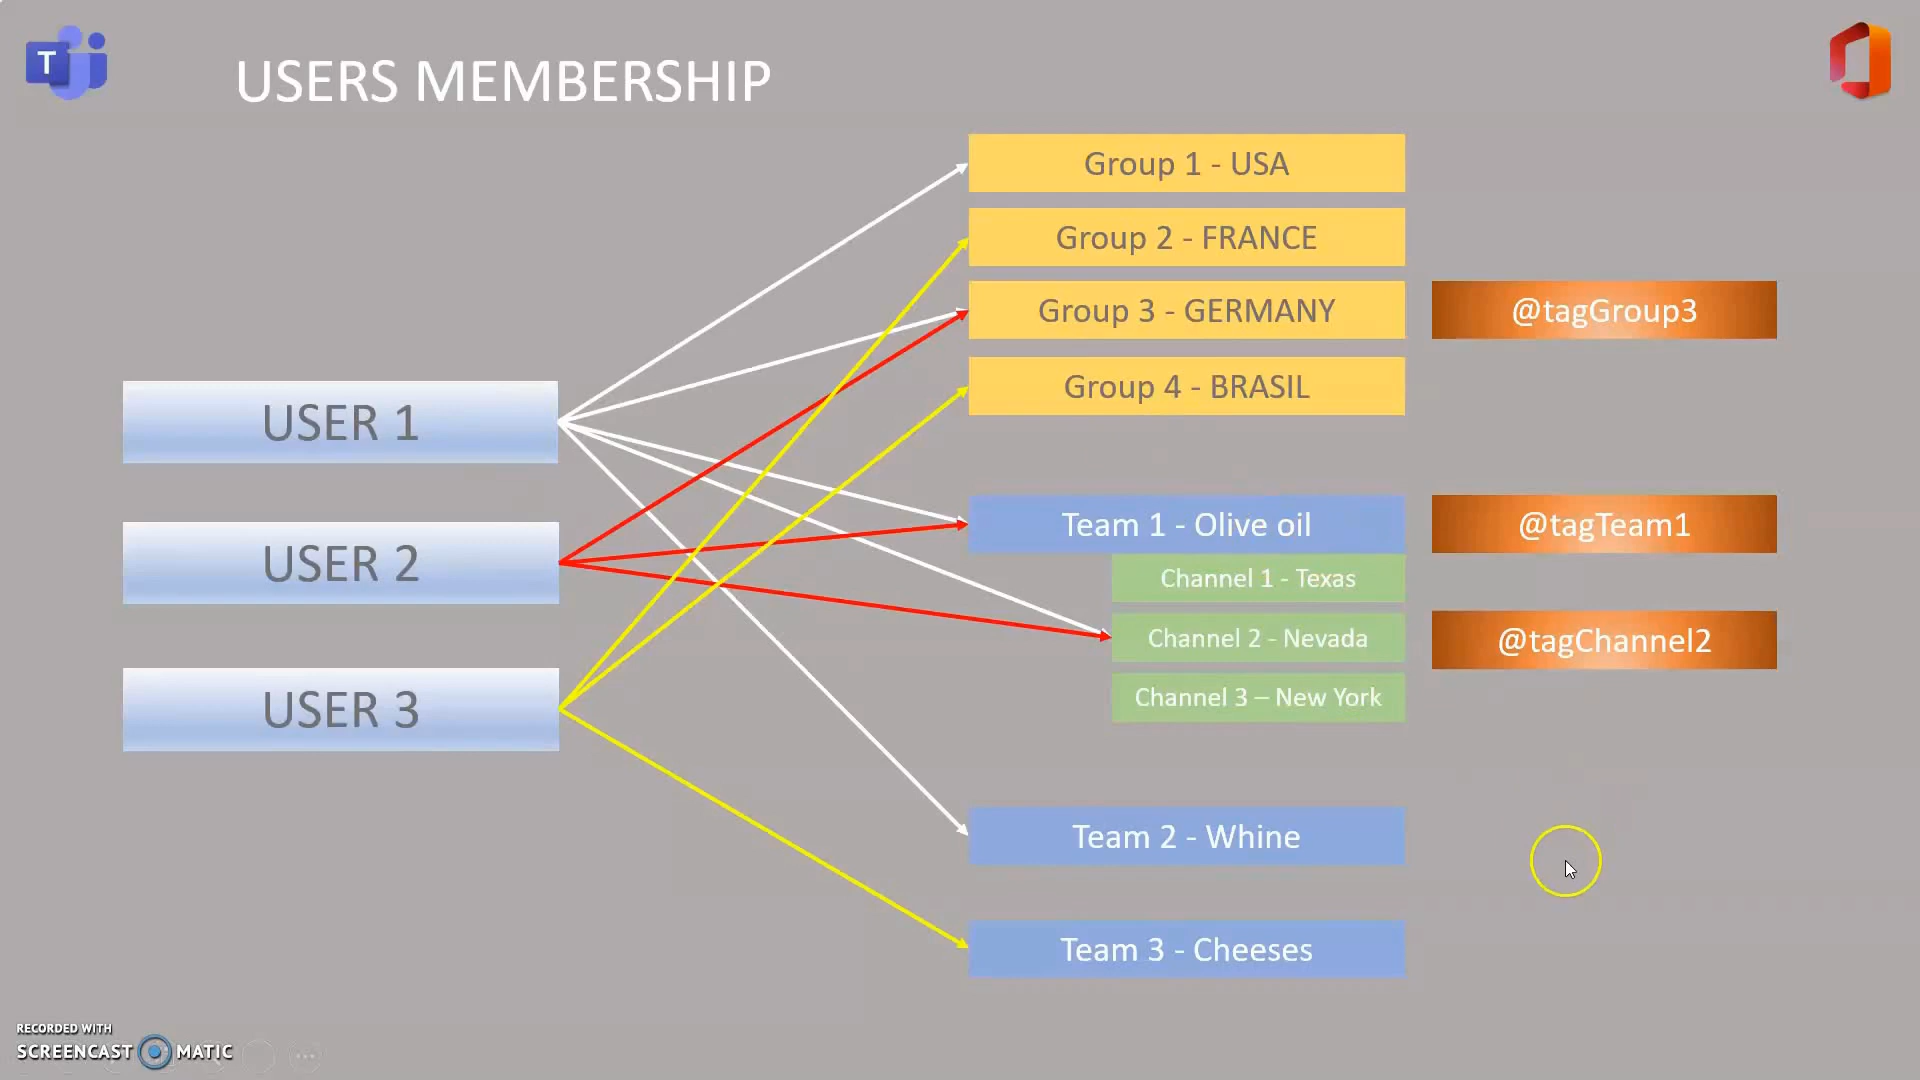 T
USERS MEMBERSHIP
Group 1 - USA
Group 2 - FRANCE
Group 3 - GERMANY
@tagGroup3
Group 4 - BRASIL
USER 1
USER 2
USER 3
Team 1 - Olive oil
@tagTeam1
Channel 1 - Texas
Channel 2 - Nevada
@tagChannel2
Channel 3 – New York
Team 2 - Whine
Team 3 - Cheeses
RECORDED WITH
SCREENCAST MATIC